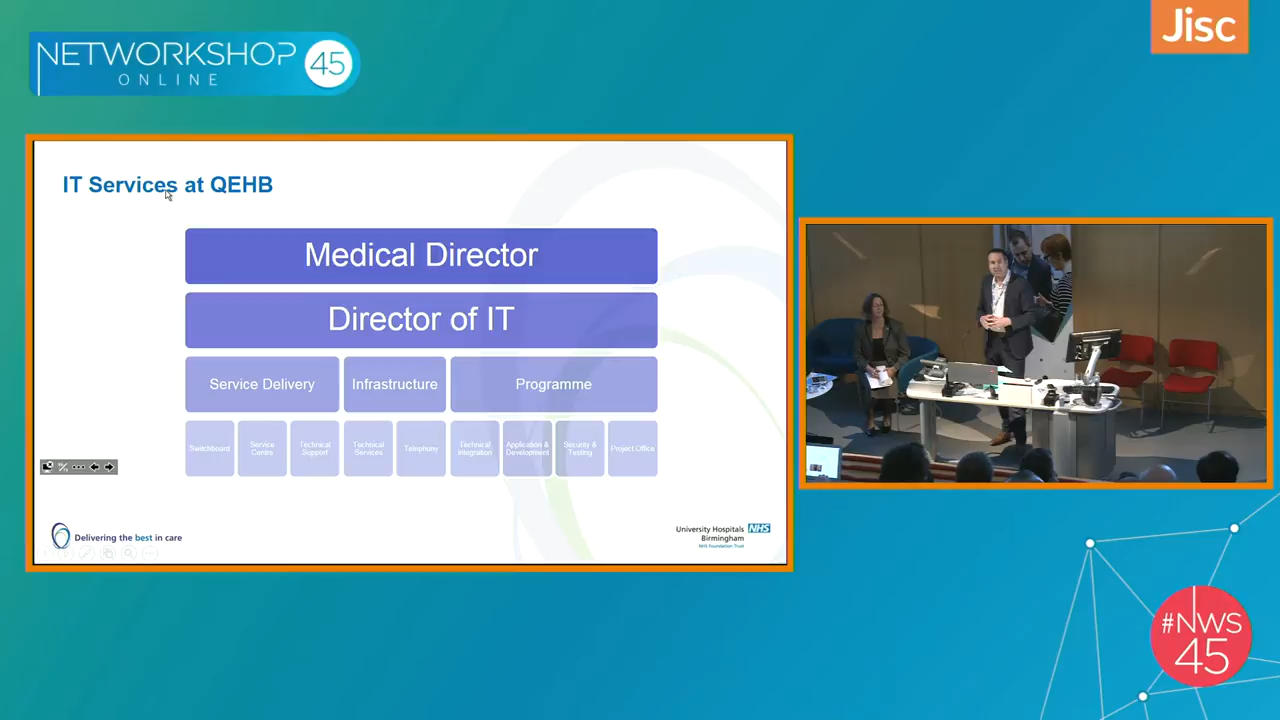 NETWORKSHOP
ONLINE
45
Jisc
IT Services at QEHB
Medical Director
Director of IT
Service Delivery
Infrastructure
Programme
Switchboard
Service
Centre
Technical
Support
Technical
Services
Telephony
Technical
Integration
Application &
Development
Security &
Testing
Project Office
Delivering the best in care
University Hospitals NHS
Birmingham
NHS Foundation Trust
#NWS
45